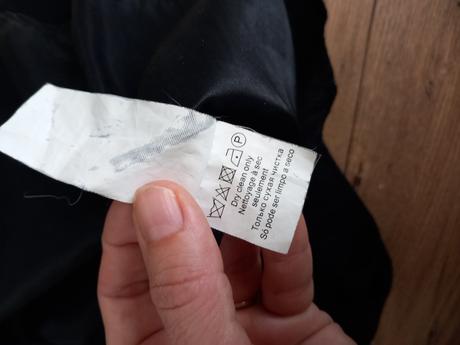 P
Dry clean only
Nettoyage à sec
seulement
Только сухая чистка
Só pode ser limpo a seco